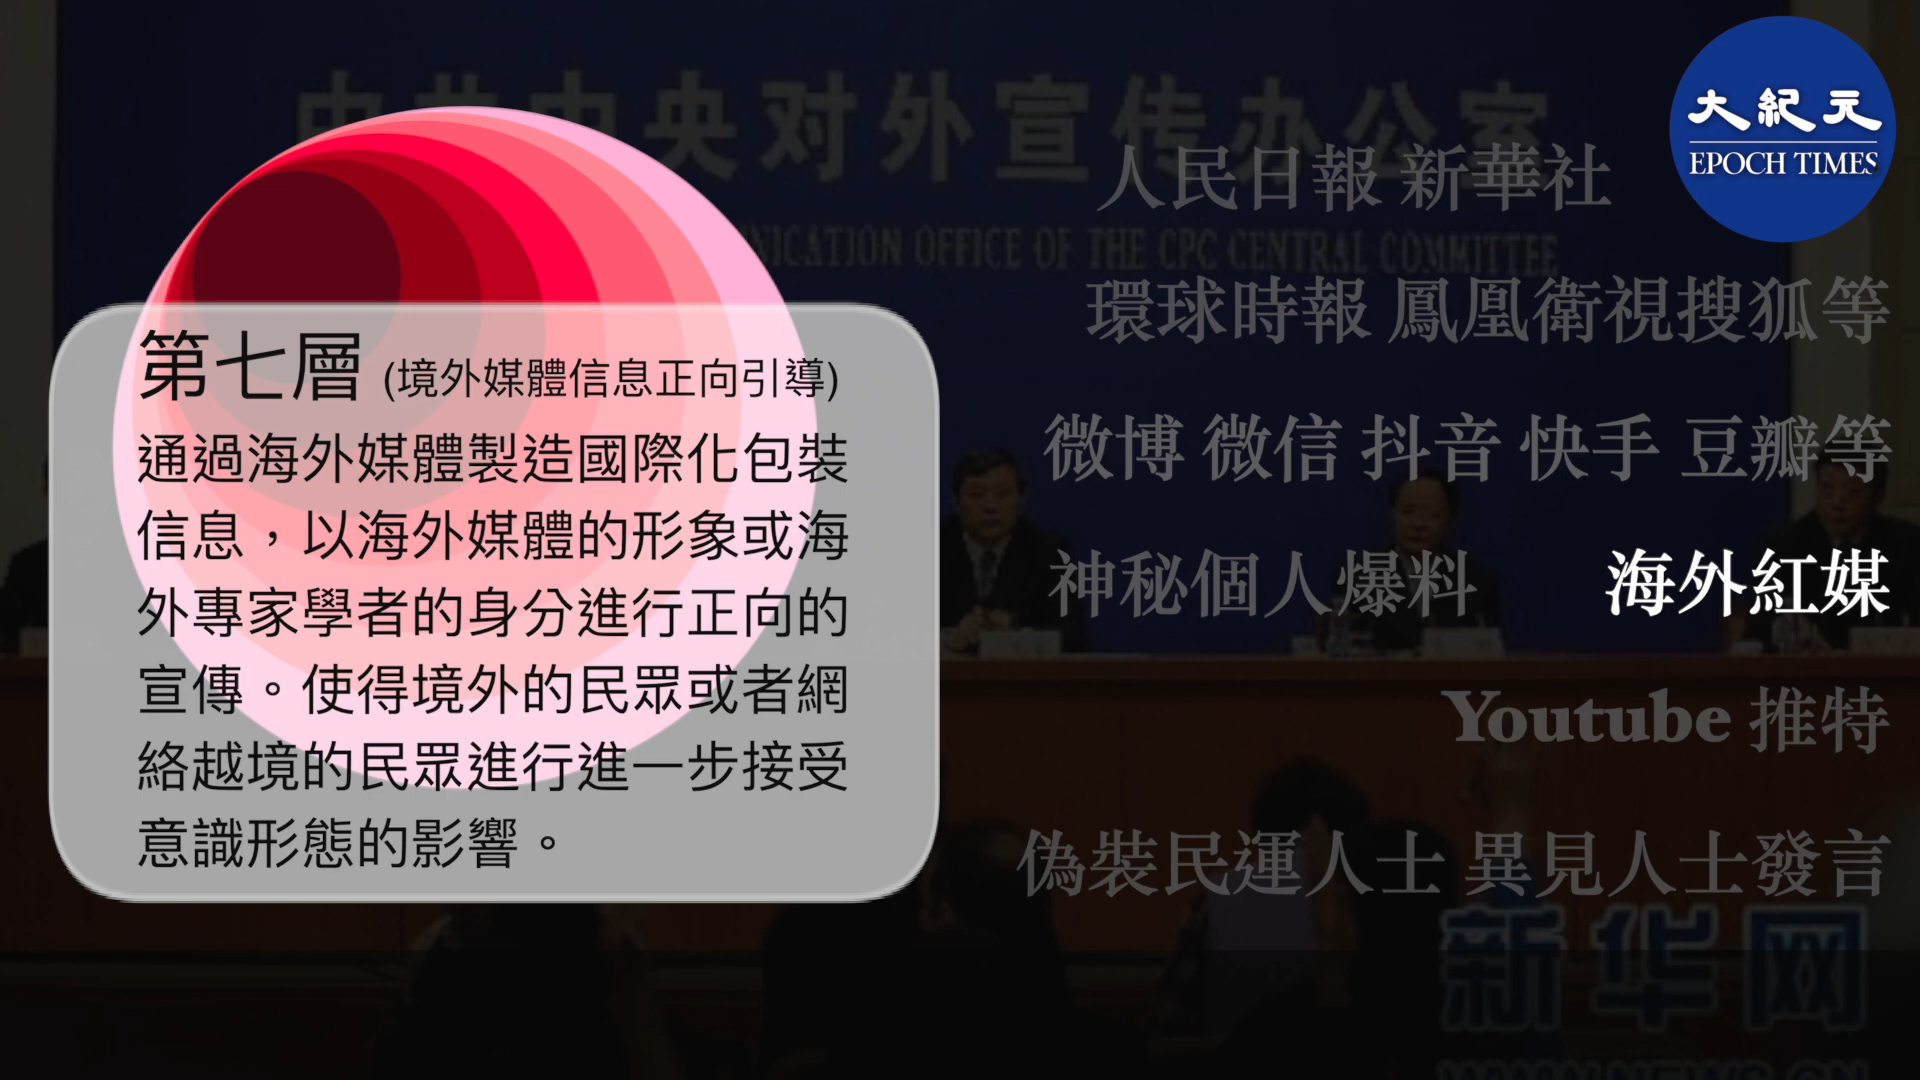 中共中央对外宣传办公室
NICATION OFFICE OF THE CPC CENTRAL COMMITTEE
大紀元
EPOCH TIMES
第七層 (境外媒體信息正向引導)
通過海外媒體製造國際化包裝
信息，以海外媒體的形象或海
外專家學者的身分進行正向的
宣傳。使得境外的民眾或者網
絡越境的民眾進行進一步接受
意識形態的影響。
人民日報 新華社
環球時報 鳳凰衛視搜狐等
微博 微信 抖音 快手 豆瓣等
神秘個人爆料
海外紅媒
Youtube 推特
偽裝民運人士 異見人士發言
新华网